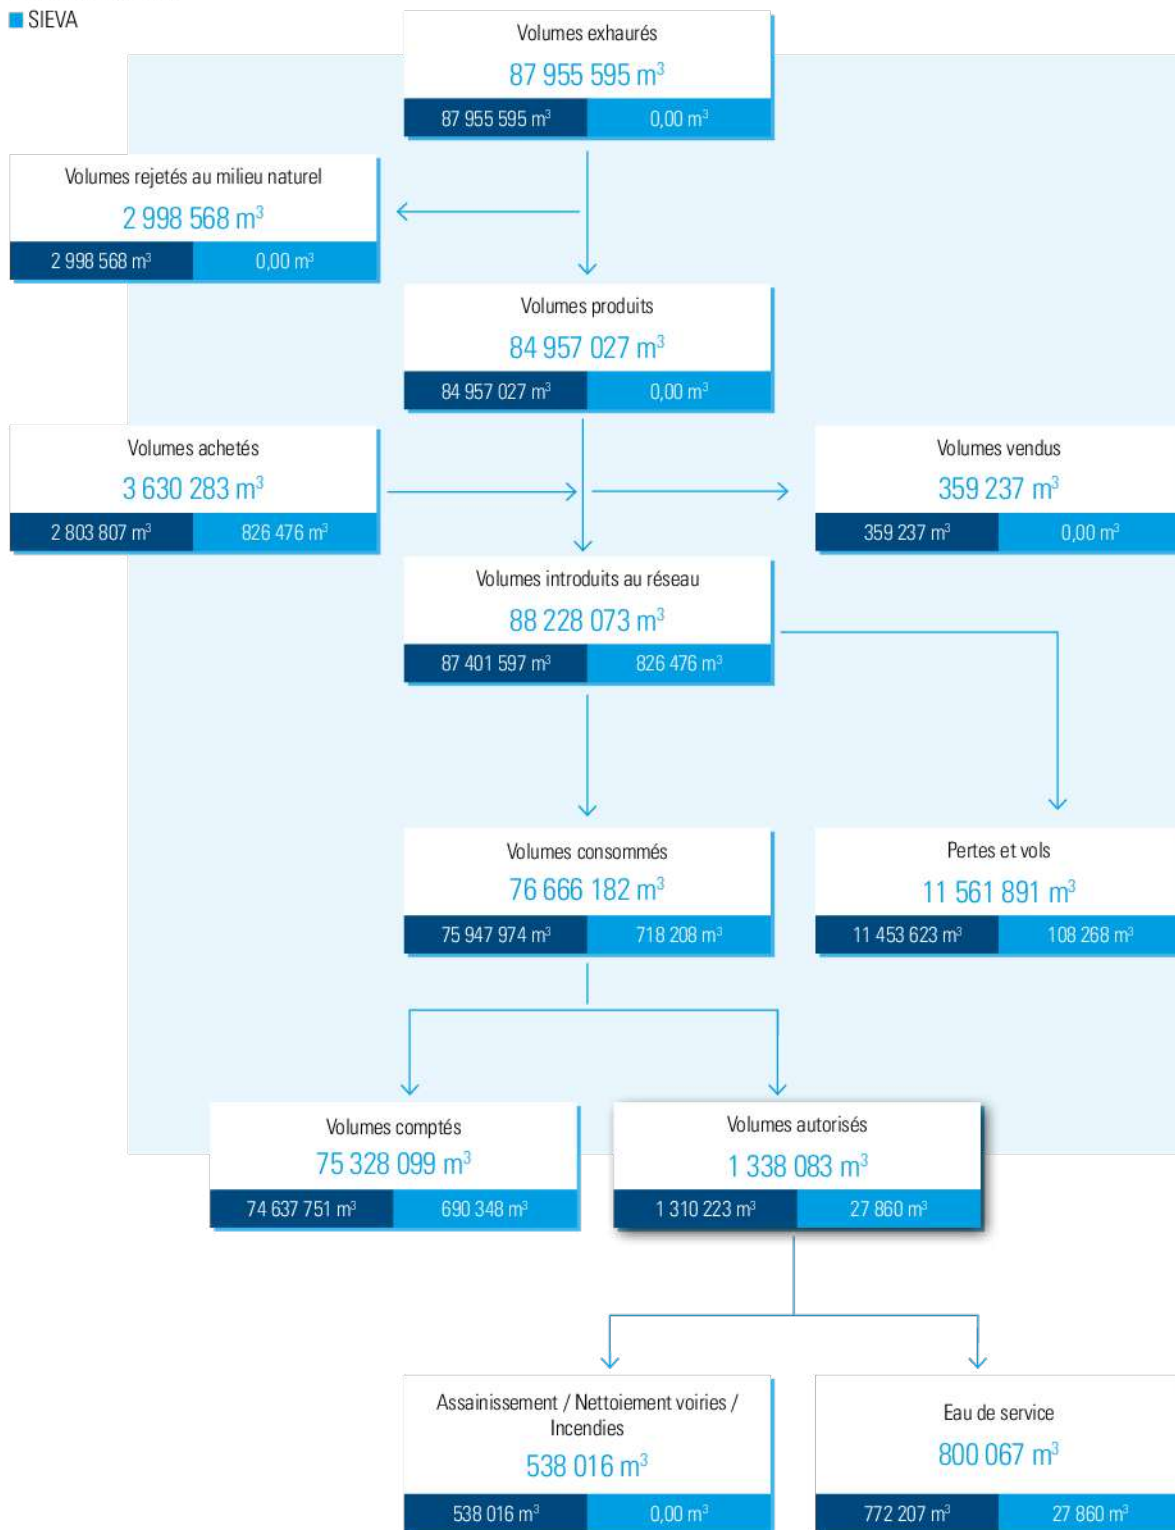 SIEVA
Volumes exhaurés
87 955 595 m³
87 955 595 m³ 0,00 m³
Volumes rejetés au milieu naturel
2 998 568 m³
2 998 568 m³ 0,00 m³
Volumes produits
84 957 027 m³
84 957 027 m³ 0,00 m³
Volumes achetés
3 630 283 m³
2 803 807 m³ 826 476 m³
Volumes vendus
359 237 m³
359 237 m³ 0,00 m³
Volumes introduits au réseau
88 228 073 m³
87 401 597 m³ 826 476 m³
Volumes consommés
76 666 182 m³
75 947 974 m³ 718 208 m³
Pertes et vols
11 561 891 m³
11 453 623 m³ 108 268 m³
Volumes comptés
75 328 099 m³
74 637 751 m³ 690 348 m³
Volumes autorisés
1 338 083 m³
1 310 223 m³ 27 860 m³
Assainissement / Nettoiement voiries /
Incendies
538 016 m³
538 016 m³ 0,00 m³
Eau de service
800 067 m³
772 207 m³ 27 860 m³